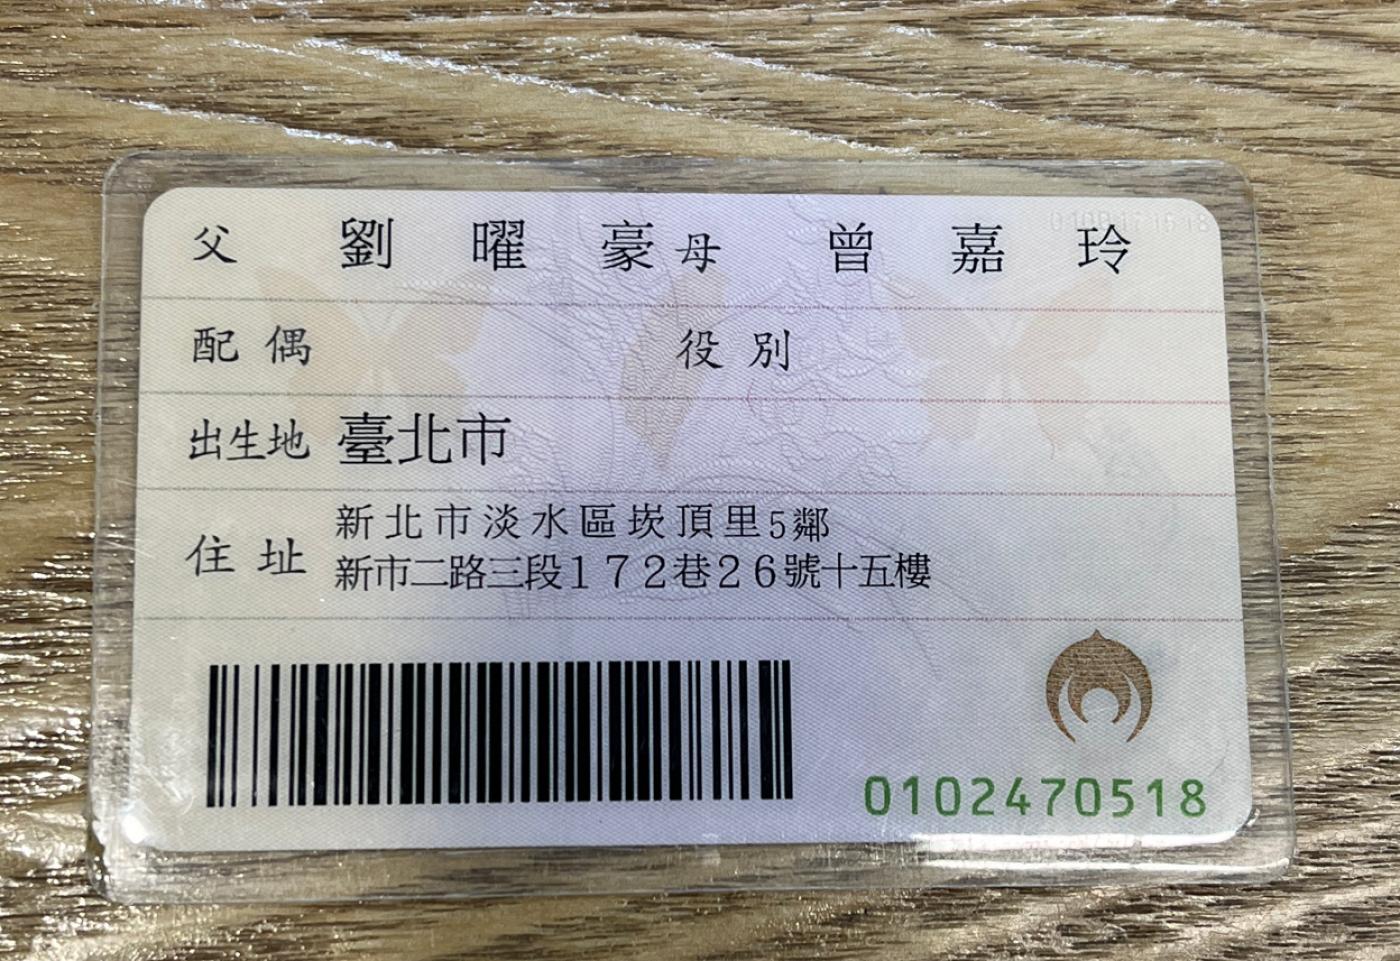 父 劉曜豪 母 曾嘉玲
配偶 役別
出生地 臺北市
住址 新北市淡水區崁頂里5鄰
新市二路三段172巷26號十五樓
0102470518